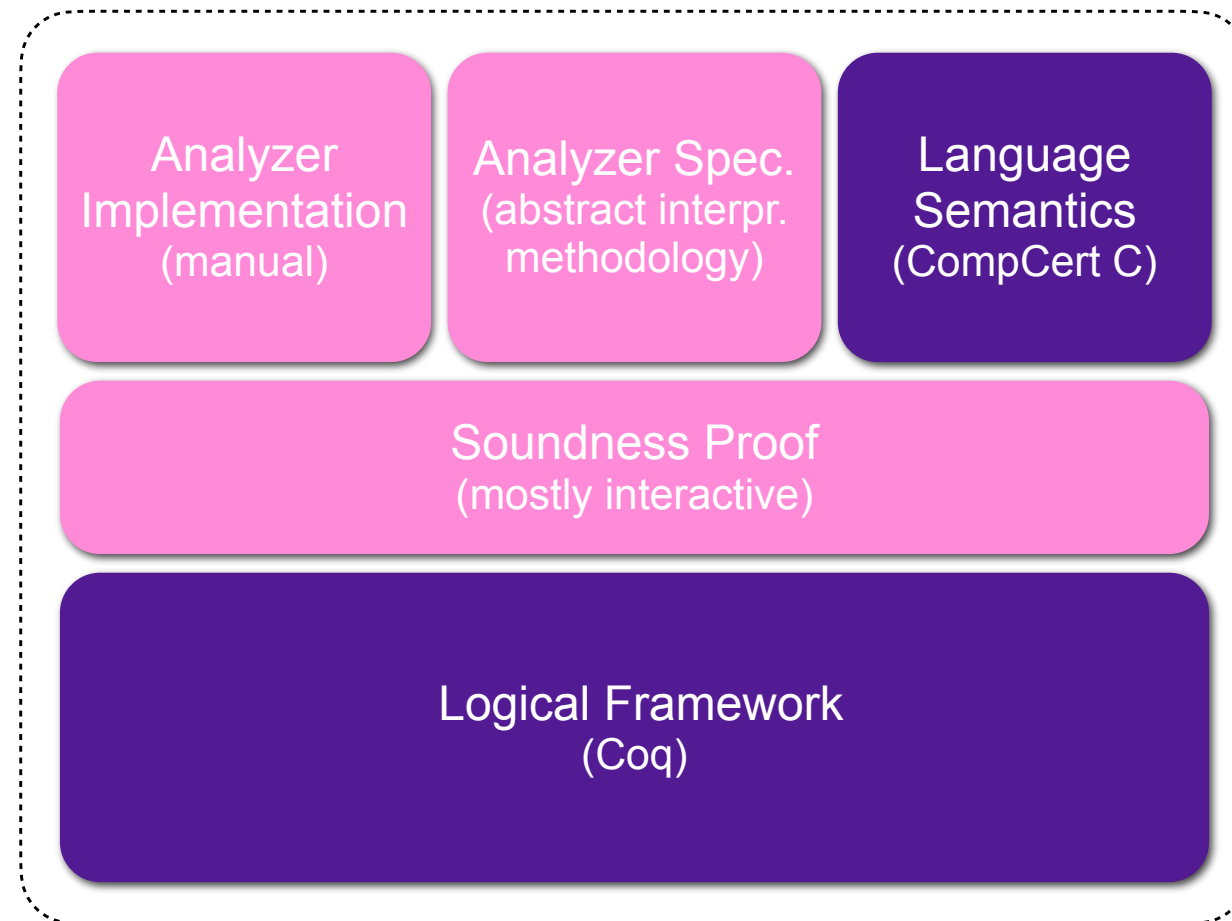 Analyzer
Implementation
(manual)
Analyzer Spec.
(abstract interpr.
methodology)
Language
Semantics
(CompCert C)
Soundness Proof
(mostly interactive)
Logical Framework
(Coq)